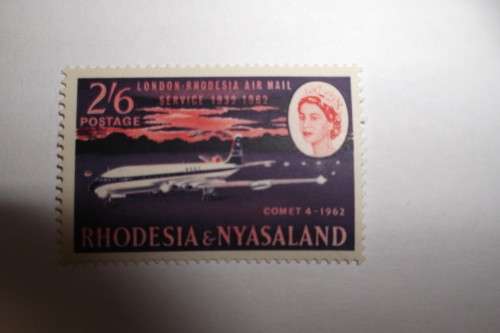 LONDON-RHODESIA AIR MAIL
SERVICE 1932 1962
2/6
POSTAGE
COMET 4-1962
RHODESIA & NYASALAND